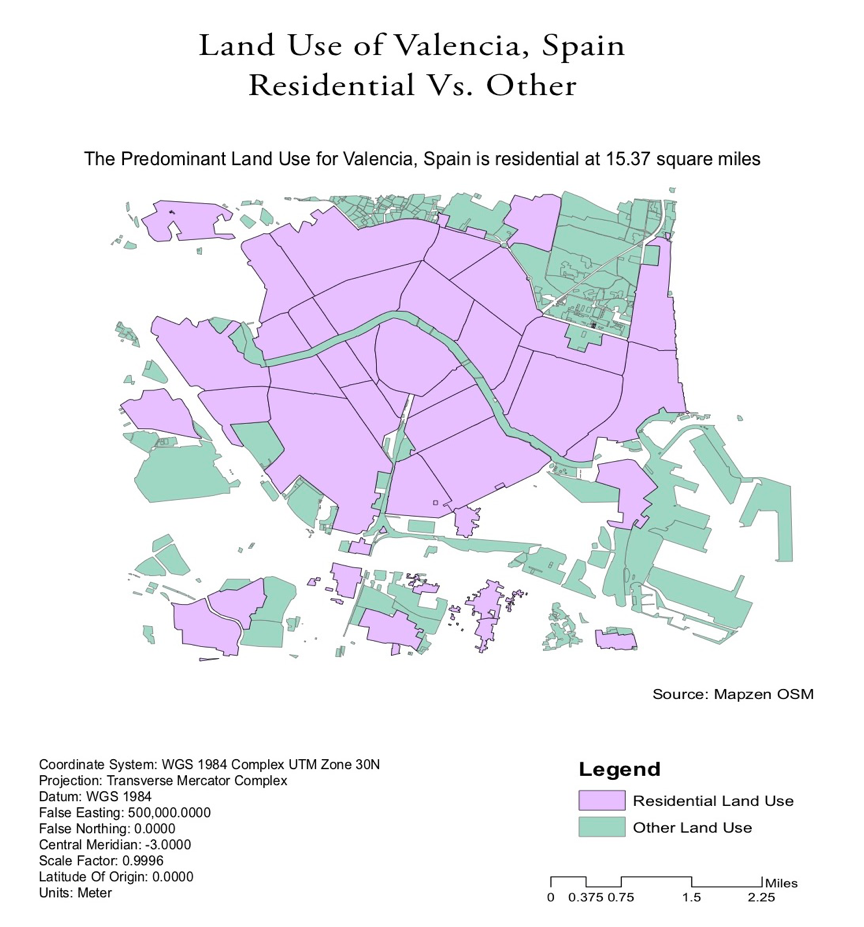 Land Use of Valencia, Spain
Residential Vs. Other
The Predominant Land Use for Valencia, Spain is residential at 15.37 square miles
Source: Mapzen OSM
Coordinate System: WGS 1984 Complex UTM Zone 30N
Projection: Transverse Mercator Complex
Datum: WGS 1984
False Easting: 500,000.0000
False Northing: 0.0000
Central Meridian: -3.0000
Scale Factor: 0.9996
Latitude Of Origin: 0.0000
Units: Meter
Legend
Residential Land Use
Other Land Use
Miles
0 0.375 0.75 1.5 2.25